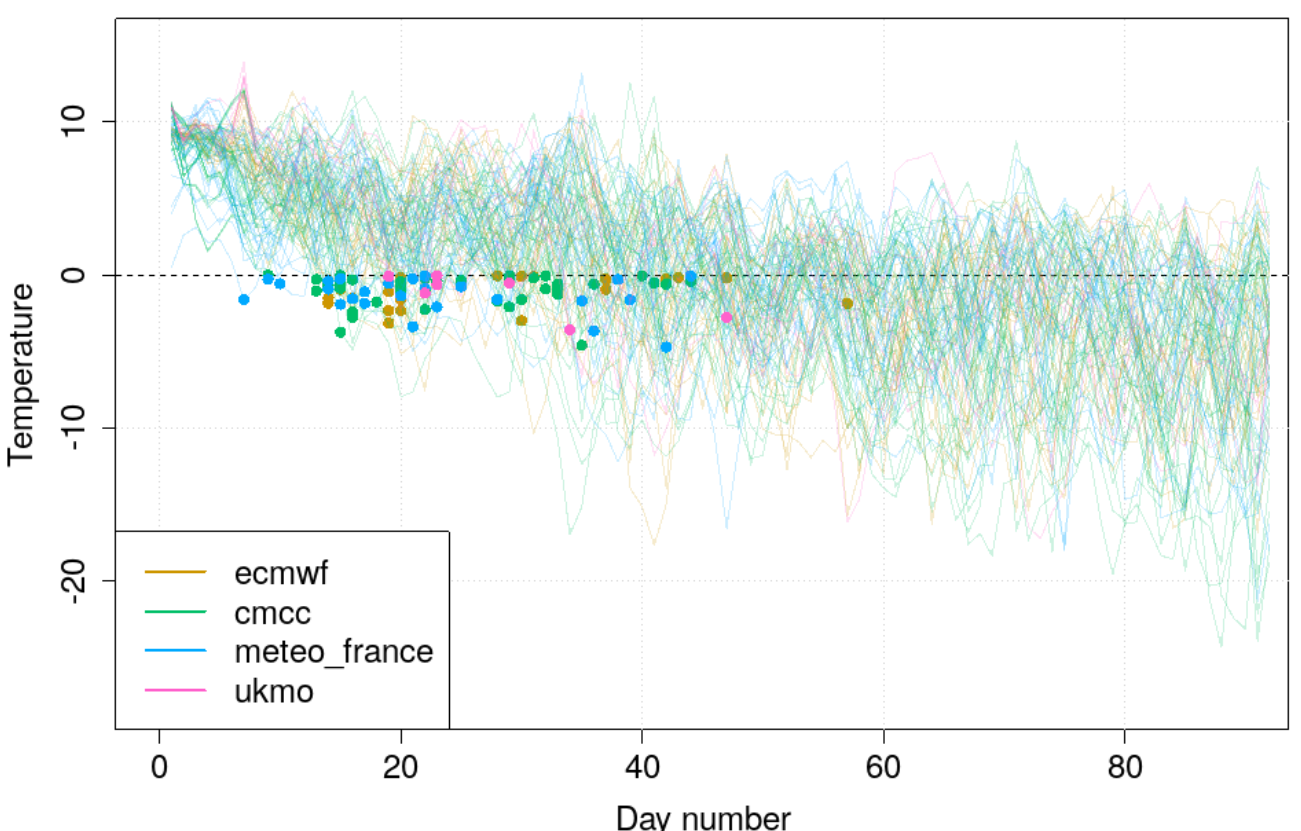 Temperature
10
0
-10
-20
ecmwf
cmcc
meteo_france
ukmo
0 20 40 60 80
Day number